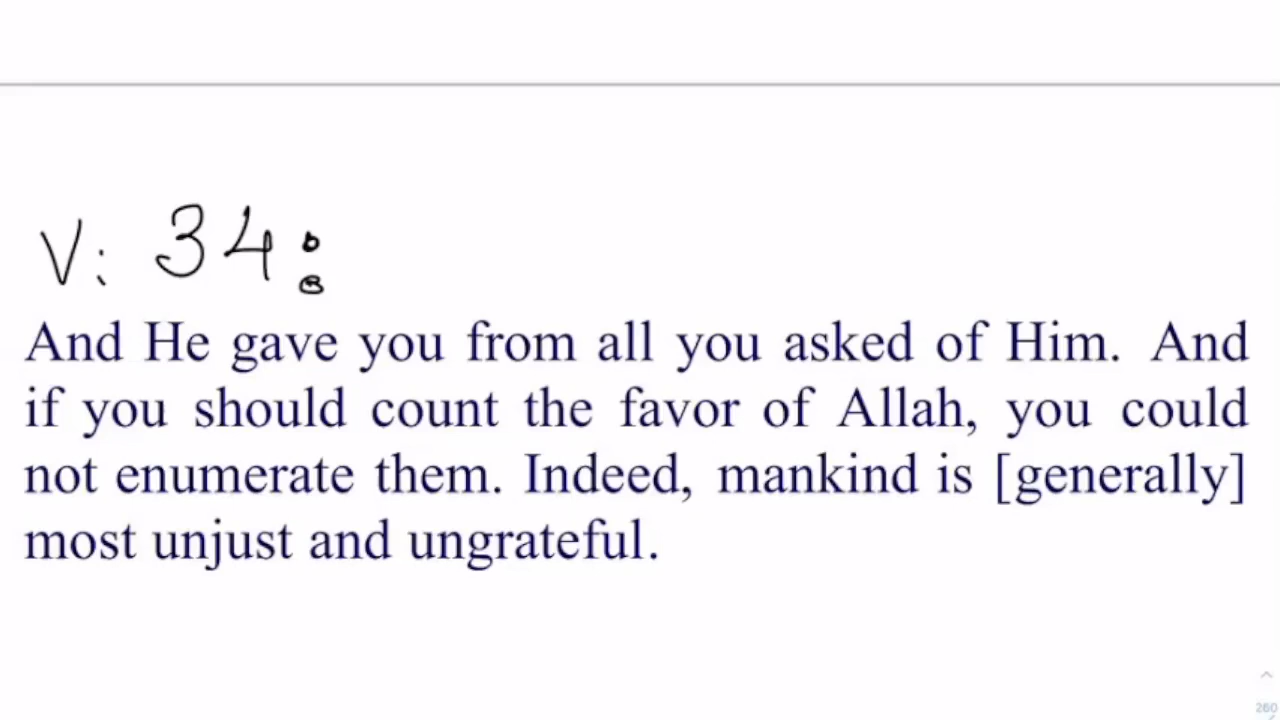 V: 34:
And He gave you from all you asked of Him. And
if you should count the favor of Allah, you could
not enumerate them. Indeed, mankind is [generally]
most unjust and ungrateful.
260